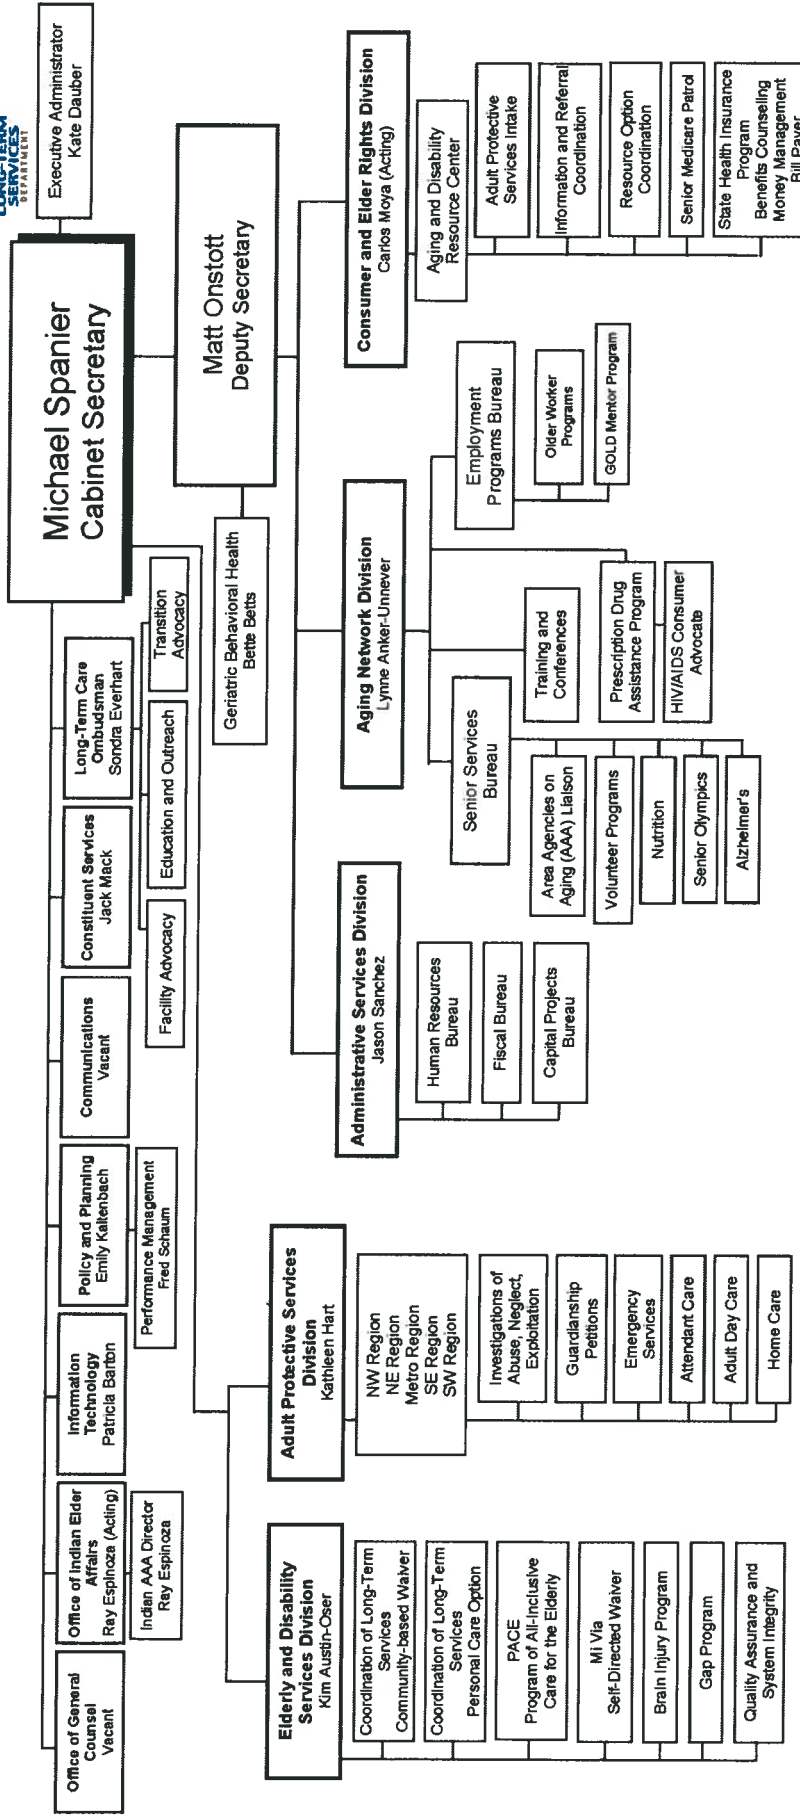 LONG-TERM
SERVICES
DEPARTMENT
Executive Administrator
Kate Dauber
Michael Spanier
Cabinet Secretary
Matt Onstott
Deputy Secretary
Geriatric Behavioral Health
Bette Betts
Office of General
Counsel
Vacant
Office of Indian Elder
Affairs
Ray Espinoza (Acting)
Indian AAA Director
Ray Espinoza
Information
Technology
Patricia Barton
Policy and Planning
Emily Kaltenbach
Performance Management
Fred Schaum
Communications
Vacant
Constituent Services
Jack Mack
Long-Term Care
Ombudsman
Sondra Everhart
Facility Advocacy
Education and Outreach
Transition
Advocacy
Elderly and Disability
Services Division
Kim Austin-Oser
Coordination of Long-Term
Services
Community-based Waiver
Coordination of Long-Term
Services
Personal Care Option
PACE
Program of All-Inclusive
Care for the Elderly
Mi Via
Self-Directed Waiver
Brain Injury Program
Gap Program
Quality Assurance and
System Integrity
Adult Protective Services
Division
Kathleen Hart
NW Region
NE Region
Metro Region
SE Region
SW Region
Investigations of
Abuse, Neglect,
Exploitation
Guardianship
Petitions
Emergency
Services
Attendant Care
Adult Day Care
Home Care
Administrative Services Division
Jason Sanchez
Human Resources
Bureau
Fiscal Bureau
Capital Projects
Bureau
Aging Network Division
Lynne Anker-Unnever
Senior Services
Bureau
Area Agencies on
Aging (AAA) Liaison
Volunteer Programs
Nutrition
Senior Olympics
Alzheimer's
Training and
Conferences
Prescription Drug
Assistance Program
HIV/AIDS Consumer
Advocate
Employment
Programs Bureau
Older Worker
Programs
GOLD Mentor Program
Consumer and Elder Rights Division
Carlos Moya (Acting)
Aging and Disability
Resource Center
Adult Protective
Services Intake
Information and Referral
Coordination
Resource Option
Coordination
Senior Medicare Patrol
State Health Insurance
Program
Benefits Counseling
Money Management
Bill Payer